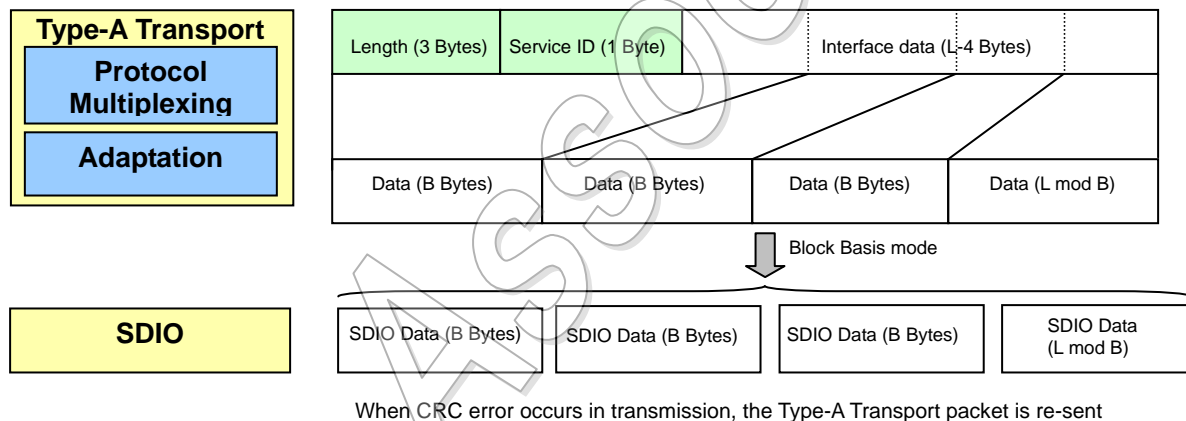 Type-A Transport
Protocol
Multiplexing
Adaptation
Length (3 Bytes)
Service ID (1 Byte)
Interface data (L-4 Bytes)
Data (B Bytes)
Data (B Bytes)
Data (B Bytes)
Data (L mod B)
Block Basis mode
SDIO
SDIO Data (B Bytes)
SDIO Data (B Bytes)
SDIO Data (B Bytes)
SDIO Data
(L mod B)
When CRC error occurs in transmission, the Type-A Transport packet is re-sent
Asso